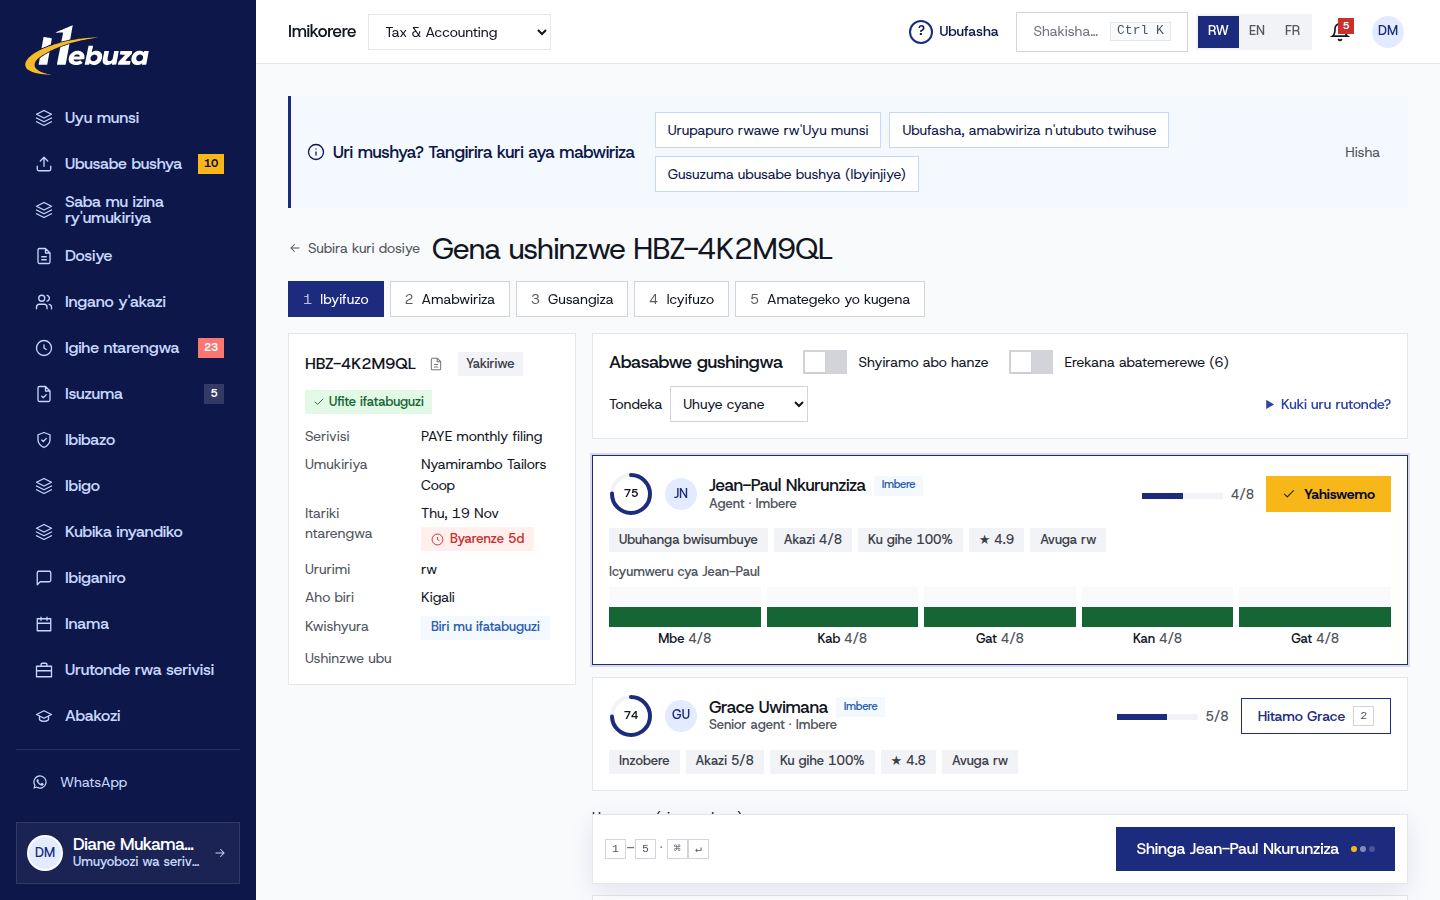 Hebuza
Imikorere
Tax & Accounting
? Ubufasha
Shakisha... Ctrl K
RW EN FR
5
DM
Uyu munsi
Ubusabe bushya 10
Saba mu izina
ry'umukiriya
Dosiye
Ingano y'akazi
Igihe ntarengwa 23
Isuzuma 5
Ibibazo
Ibigo
Kubika inyandiko
Ibiganiro
Inama
Urutonde rwa serivisi
Abakozi
WhatsApp
DM
Diane Mukama...
Umuyobozi wa seriv...
Uri mushya? Tangirira kuri aya mabwiriza
Urupapuro rwawe rw'Uyu munsi
Ubufasha, amabwiriza n'utubuto twihuse
Gusuzuma ubusabe bushya (Ibyinjiye)
Hisha
← Subira kuri dosiye
Gena ushinzwe HBZ-4K2M9QL
1 Ibyifuzo
2 Amabwiriza
3 Gusangiza
4 Icyifuzo
5 Amategeko yo kugena
HBZ-4K2M9QL Yakiriwe
✓ Ufite ifatabuguzi
Serivisi PAYE monthly filing
Umukiriya Nyamirambo Tailors
Coop
Itariki
ntarengwa
Thu, 19 Nov
Byarenze 5d
Ururimi rw
Aho biri Kigali
Kwishyura Biri mu ifatabuguzi
Ushinzwe ubu
Abasabwe gushingwa
Shyiramo abo hanze
Erekana abatemerewe (6)
Tondeka Uhuye cyane
▶ Kuki uru rutonde?
75 JN Jean-Paul Nkurunziza Imbere
Agent · Imbere
4/8 ✓ Yahiswemo
Ubuhanga bwisumbuye Akazi 4/8 Ku gihe 100% ★ 4.9 Avuga rw
Icyumweru cya Jean-Paul
Mbe 4/8 Kab 4/8 Gat 4/8 Kan 4/8 Gat 4/8
74 GU Grace Uwimana Imbere
Senior agent · Imbere
5/8 Hitamo Grace 2
Inzobere Akazi 5/8 Ku gihe 100% ★ 4.8 Avuga rw
1 – 5 · ⌘ ↵
Shinga Jean-Paul Nkurunziza